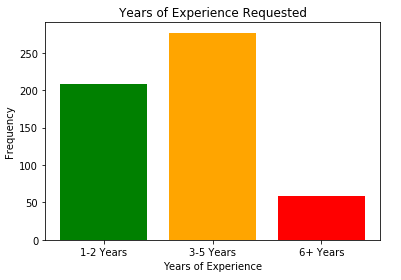 Years of Experience Requested
Frequency
250
200
150
100
50
0
1-2 Years 3-5 Years 6+ Years
Years of Experience